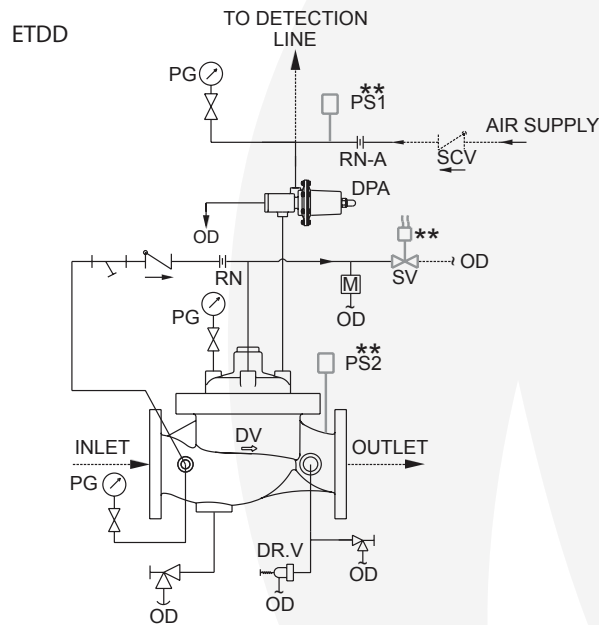 ETDD
TO DETECTION
LINE
PG
**
PS1
AIR SUPPLY
RN-A
SCV
DPA
OD
**
RN
SV
OD
M
OD
PG
**
PS2
DV
INLET
OUTLET
PG
DR.V
OD
OD
OD